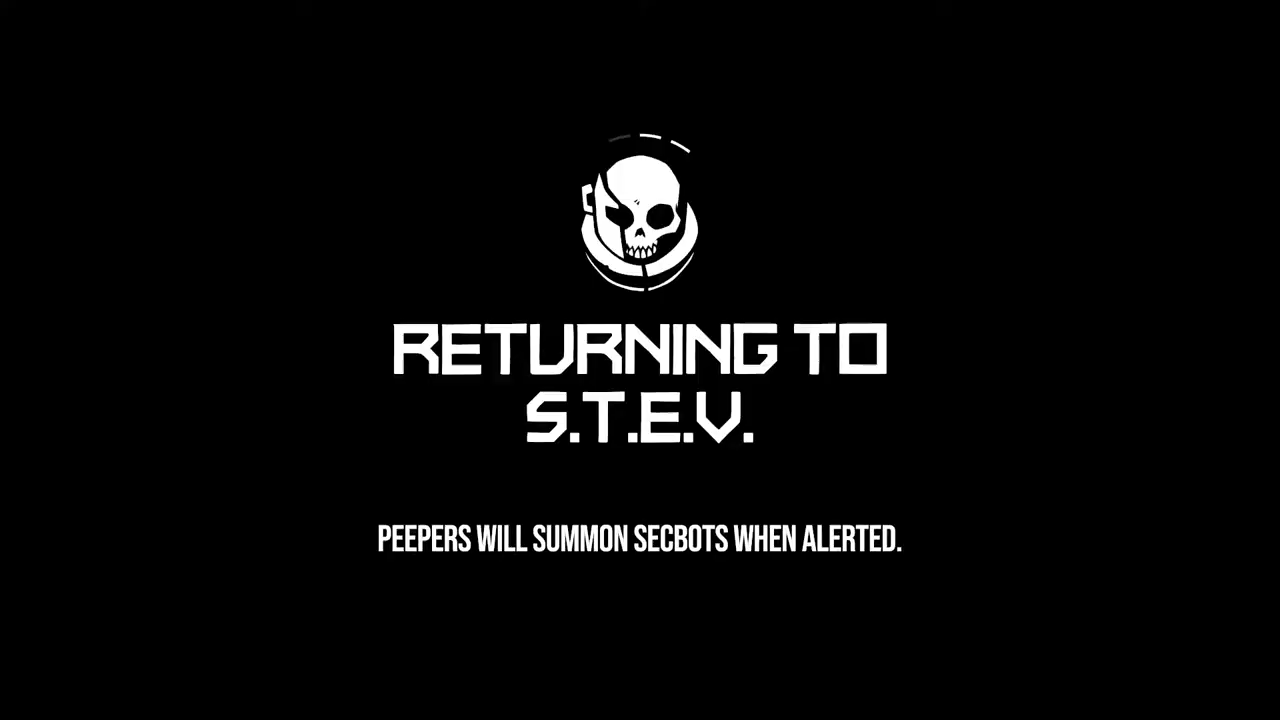 RETURNING TO
S.T.E.V.
PEEPERS WILL SUMMON SECBOTS WHEN ALERTED.